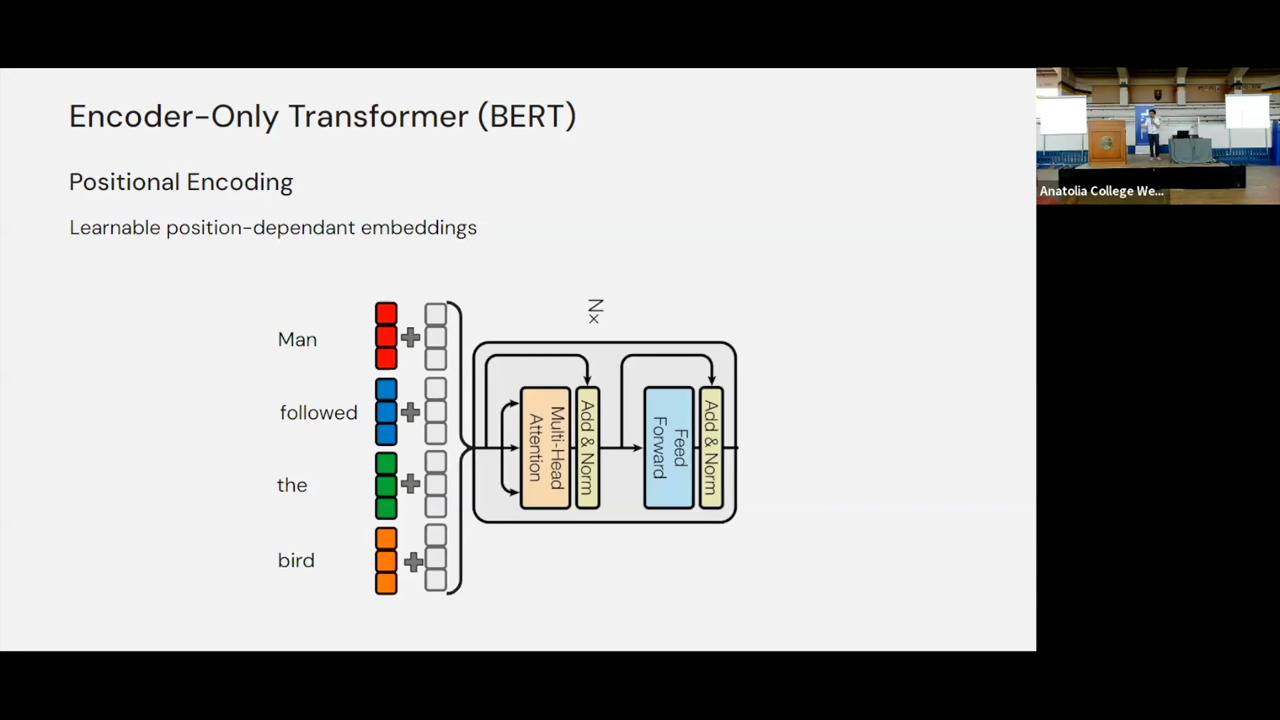 Encoder-Only Transformer (BERT)
Positional Encoding
Learnable position-dependant embeddings
Nx
Man
followed
the
bird
Multi-Head
Attention
Add & Norm
Feed
Forward
Add & Norm
Anatolia College We...